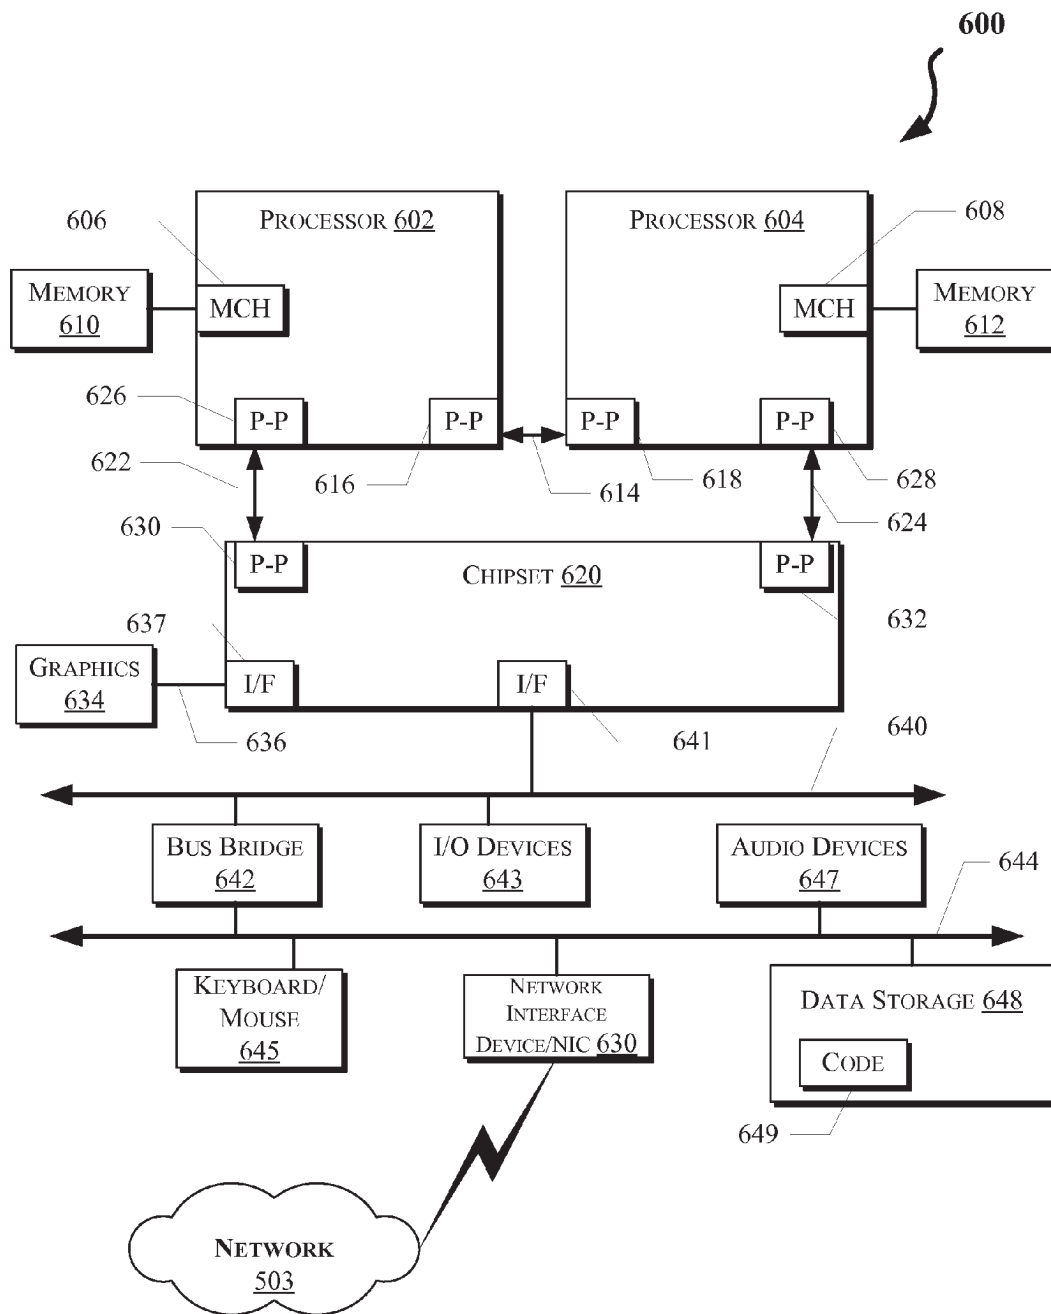 600
PROCESSOR 602
PROCESSOR 604
606
608
MEMORY
610
MCH
MCH
MEMORY
612
626
P-P
P-P
P-P
P-P
622
616
614
618
628
624
630
P-P
CHIPSET 620
P-P
632
637
GRAPHICS
634
I/F
I/F
636
641
640
BUS BRIDGE
642
I/O DEVICES
643
AUDIO DEVICES
647
644
KEYBOARD/
MOUSE
645
NETWORK
INTERFACE
DEVICE/NIC 630
DATA STORAGE 648
CODE
649
NETWORK
503